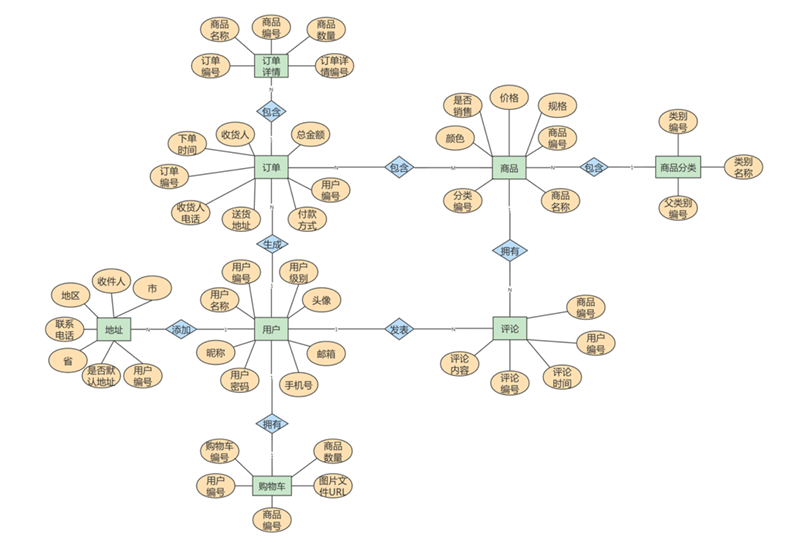 商品
名称
商品
编号
商品
数量
订单
编号
订单
详情
订单详
情编号
N
包含
下单
时间
收货人
总金额
订单
编号
订单
用户
编号
收货人
电话
送货
地址
付款
方式
N
包含
M
是否
销售
价格
规格
颜色
商品
编号
商品
分类
编号
商品
名称
N
包含
类别
编号
商品分类
类别
名称
父类别
编号
N
生成
拥有
N
用户
编号
用户
级别
用户
名称
头像
用户
昵称
邮箱
用户
密码
手机号
地区
收件人
市
联系
电话
地址
省
是否默
认地址
用户
编号
N
添加
发表
N
商品
编号
评论
用户
编号
评论
内容
评论
编号
评论
时间
拥有
购物车
编号
商品
数量
用户
编号
购物车
图片文
件URL
商品
编号